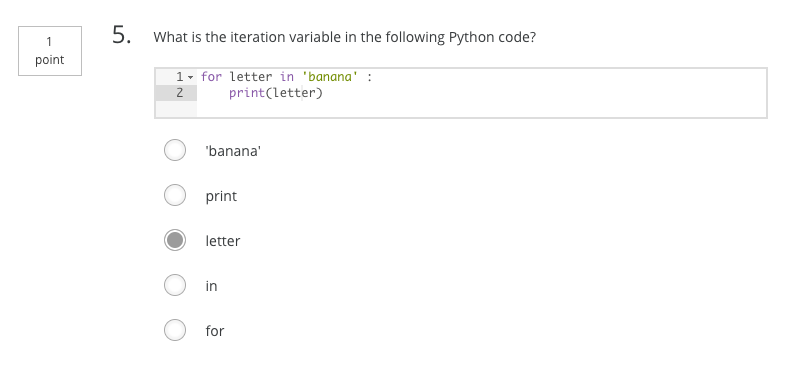 1
point
5. What is the iteration variable in the following Python code?
1 for letter in 'banana' :
2     print(letter)
'banana'
print
letter
in
for